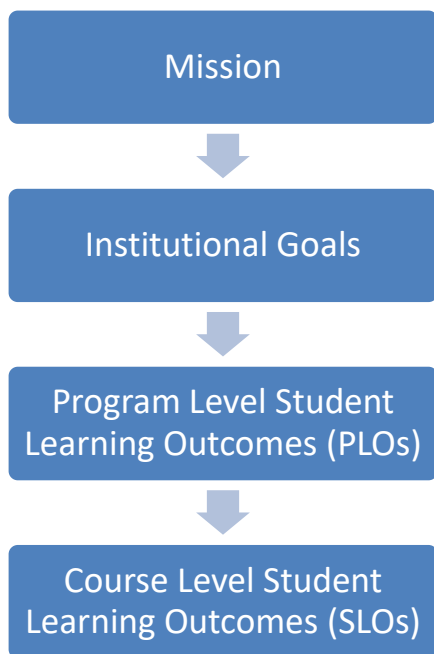 Mission
Institutional Goals
Program Level Student
Learning Outcomes (PLOs)
Course Level Student
Learning Outcomes (SLOs)